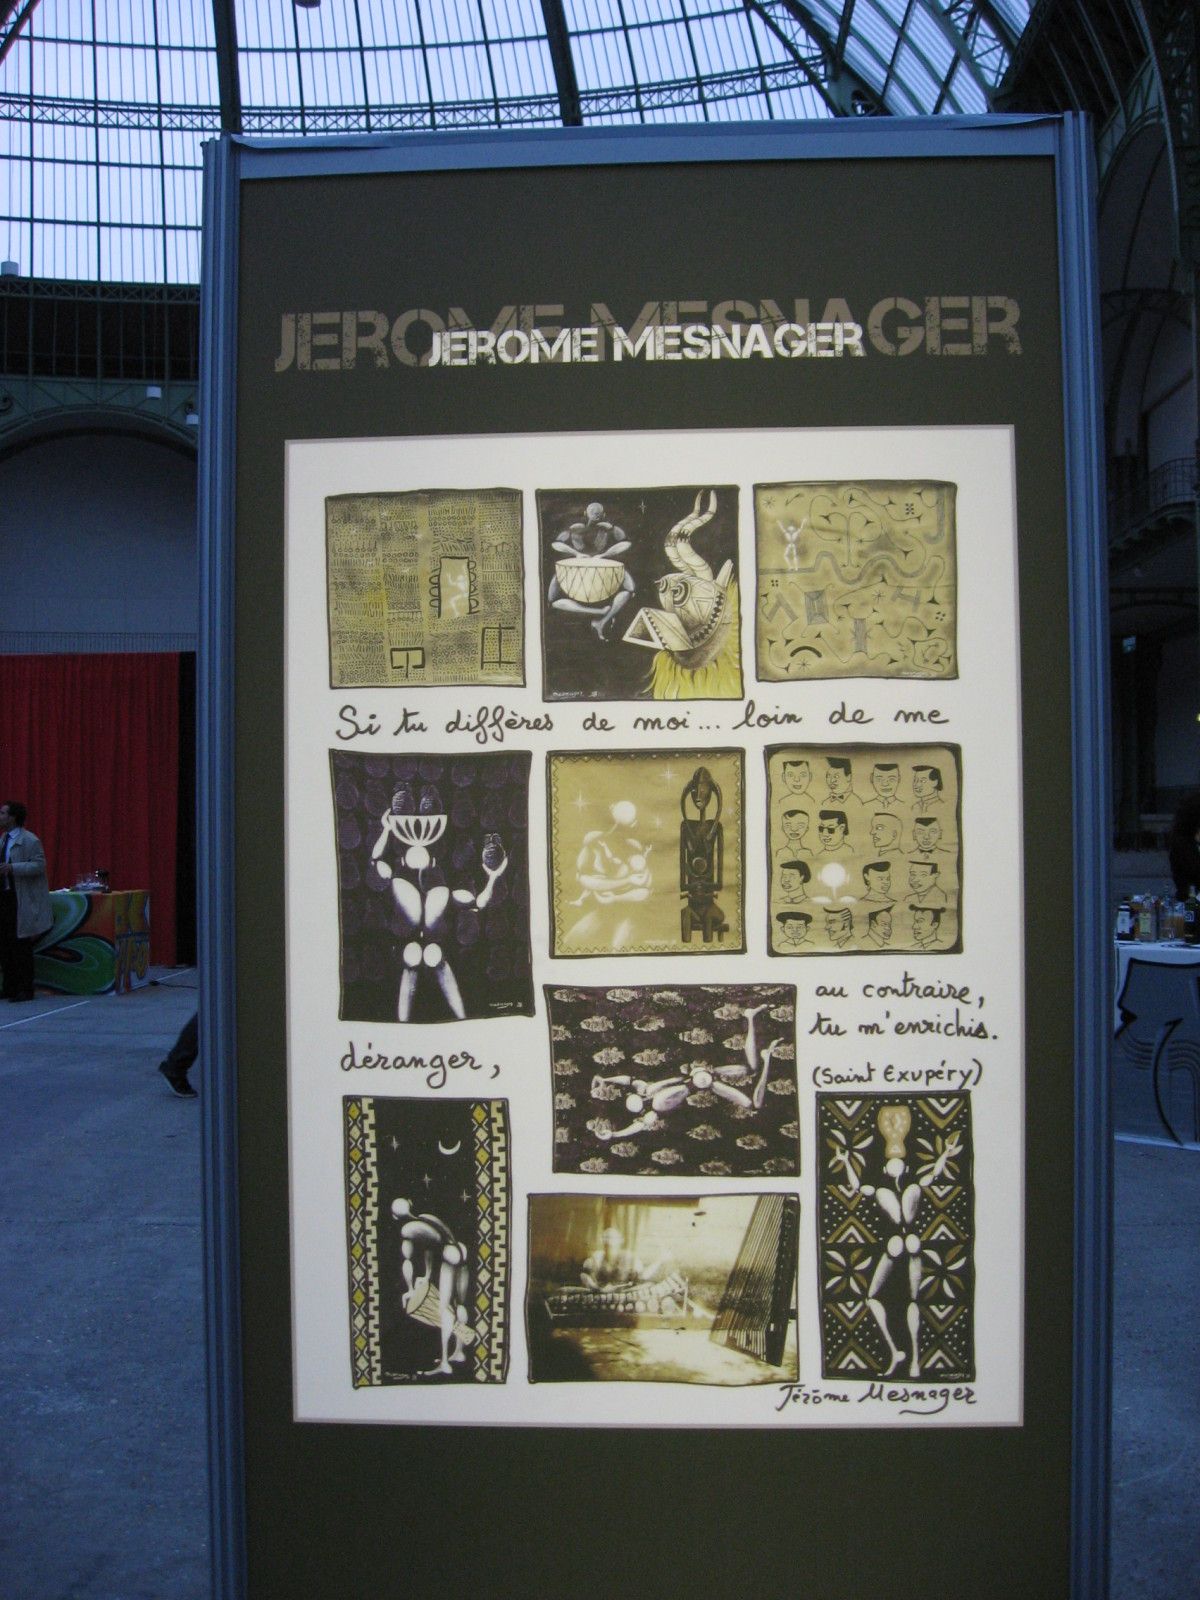 JEROME MESNAGER
JEROME MESNAGER
Si tu diffères de moi... loin de me
déranger,
au contraire,
tu m'enrichis.
(Saint Exupéry)
Jérôme Mesnager